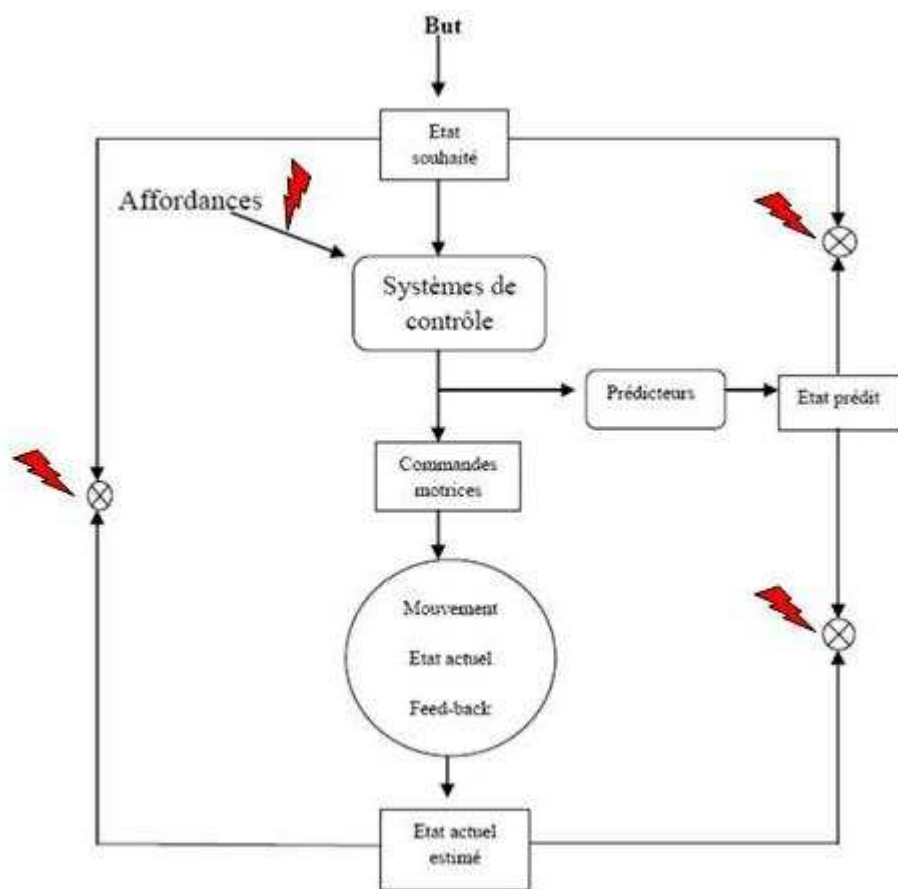 But
Etat
souhaité
Affordances
Systèmes de
contrôle
Prédicteurs
Etat prédit
Commandes
motrices
Mouvement
Etat actuel
Feed-back
Etat actuel
estimé